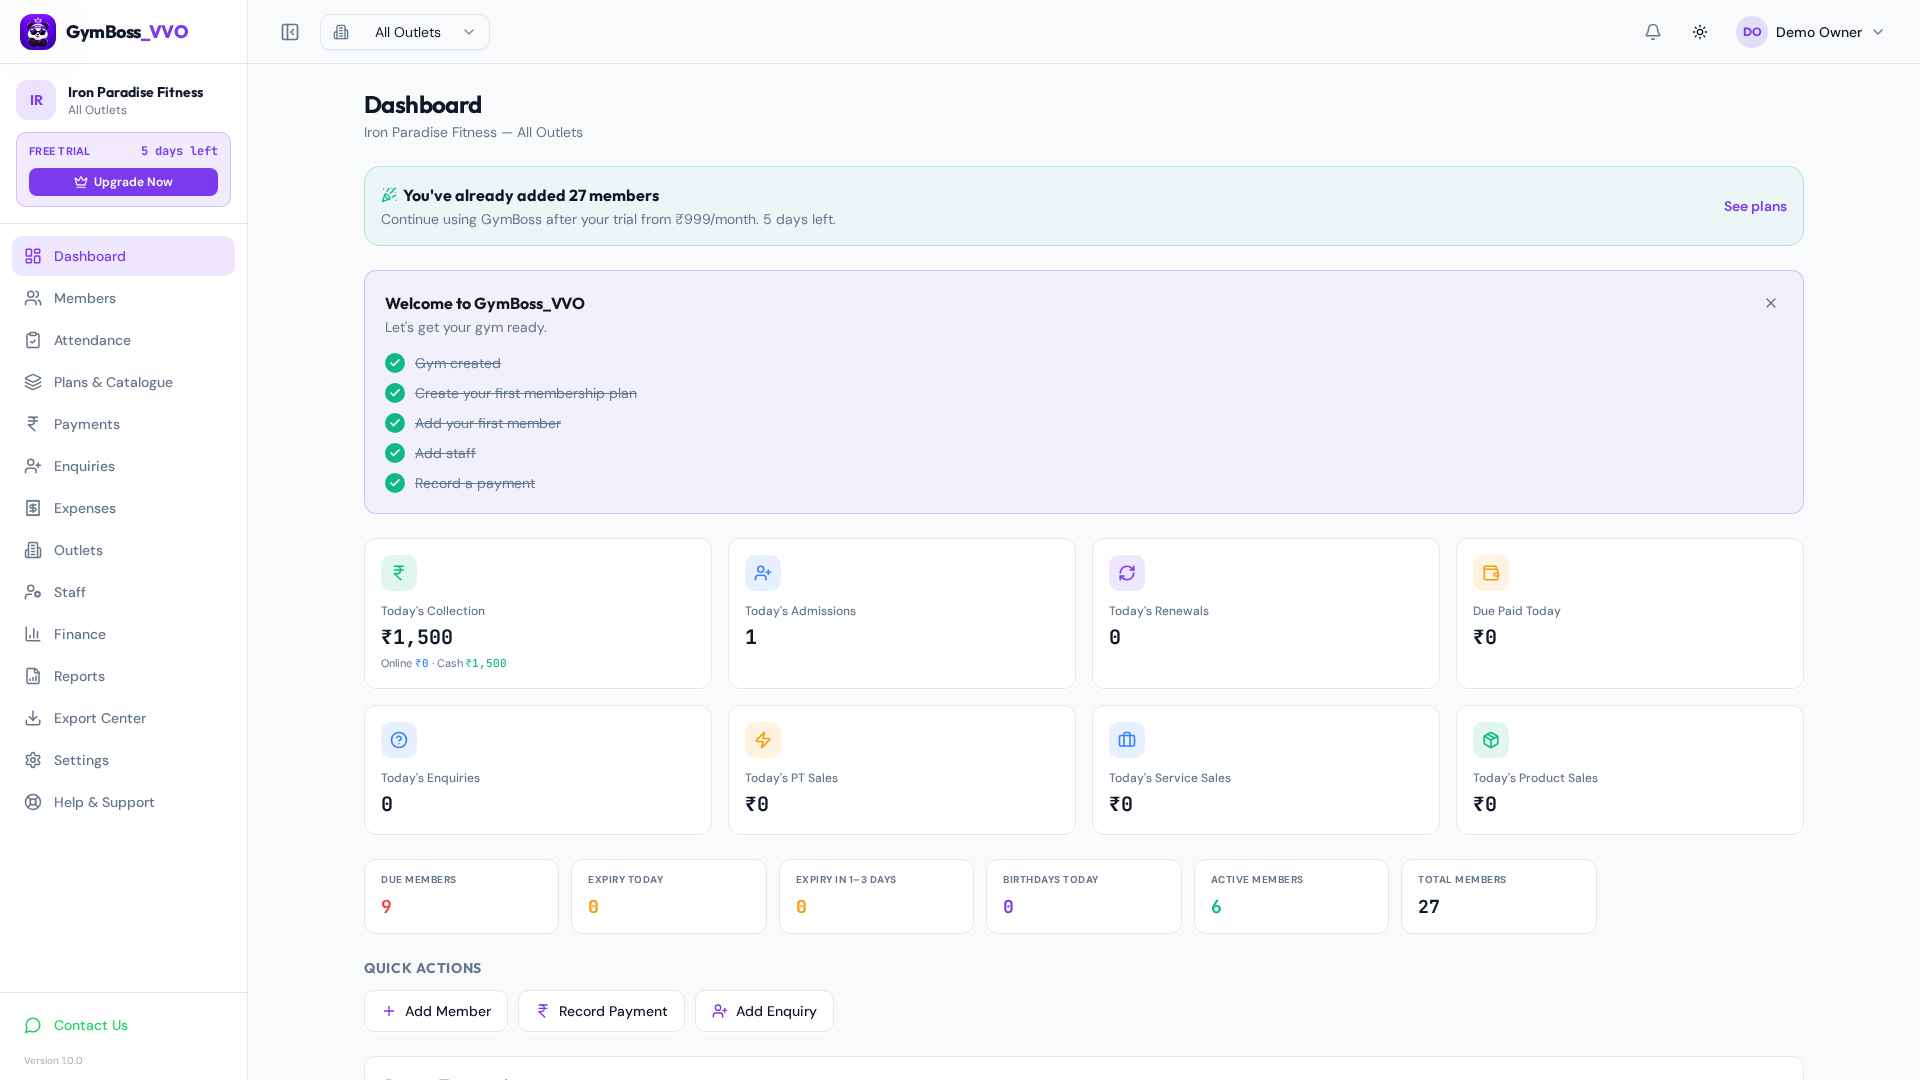 GymBoss_VVO
All Outlets
DO
Demo Owner
IR
Iron Paradise Fitness
All Outlets
FREE TRIAL
5 days left
Upgrade Now
Dashboard
Members
Attendance
Plans & Catalogue
Payments
Enquiries
Expenses
Outlets
Staff
Finance
Reports
Export Center
Settings
Help & Support
Contact Us
Version 1.0.0
Dashboard
Iron Paradise Fitness — All Outlets
You've already added 27 members
Continue using GymBoss after your trial from ₹999/month. 5 days left.
See plans
Welcome to GymBoss_VVO
Let's get your gym ready.
Gym created
Create your first membership plan
Add your first member
Add staff
Record a payment
Today's Collection
₹1,500
Online ₹0 · Cash ₹1,500
Today's Admissions
1
Today's Renewals
0
Due Paid Today
₹0
Today's Enquiries
0
Today's PT Sales
₹0
Today's Service Sales
₹0
Today's Product Sales
₹0
DUE MEMBERS
9
EXPIRY TODAY
0
EXPIRY IN 1–3 DAYS
0
BIRTHDAYS TODAY
0
ACTIVE MEMBERS
6
TOTAL MEMBERS
27
QUICK ACTIONS
Add Member
Record Payment
Add Enquiry